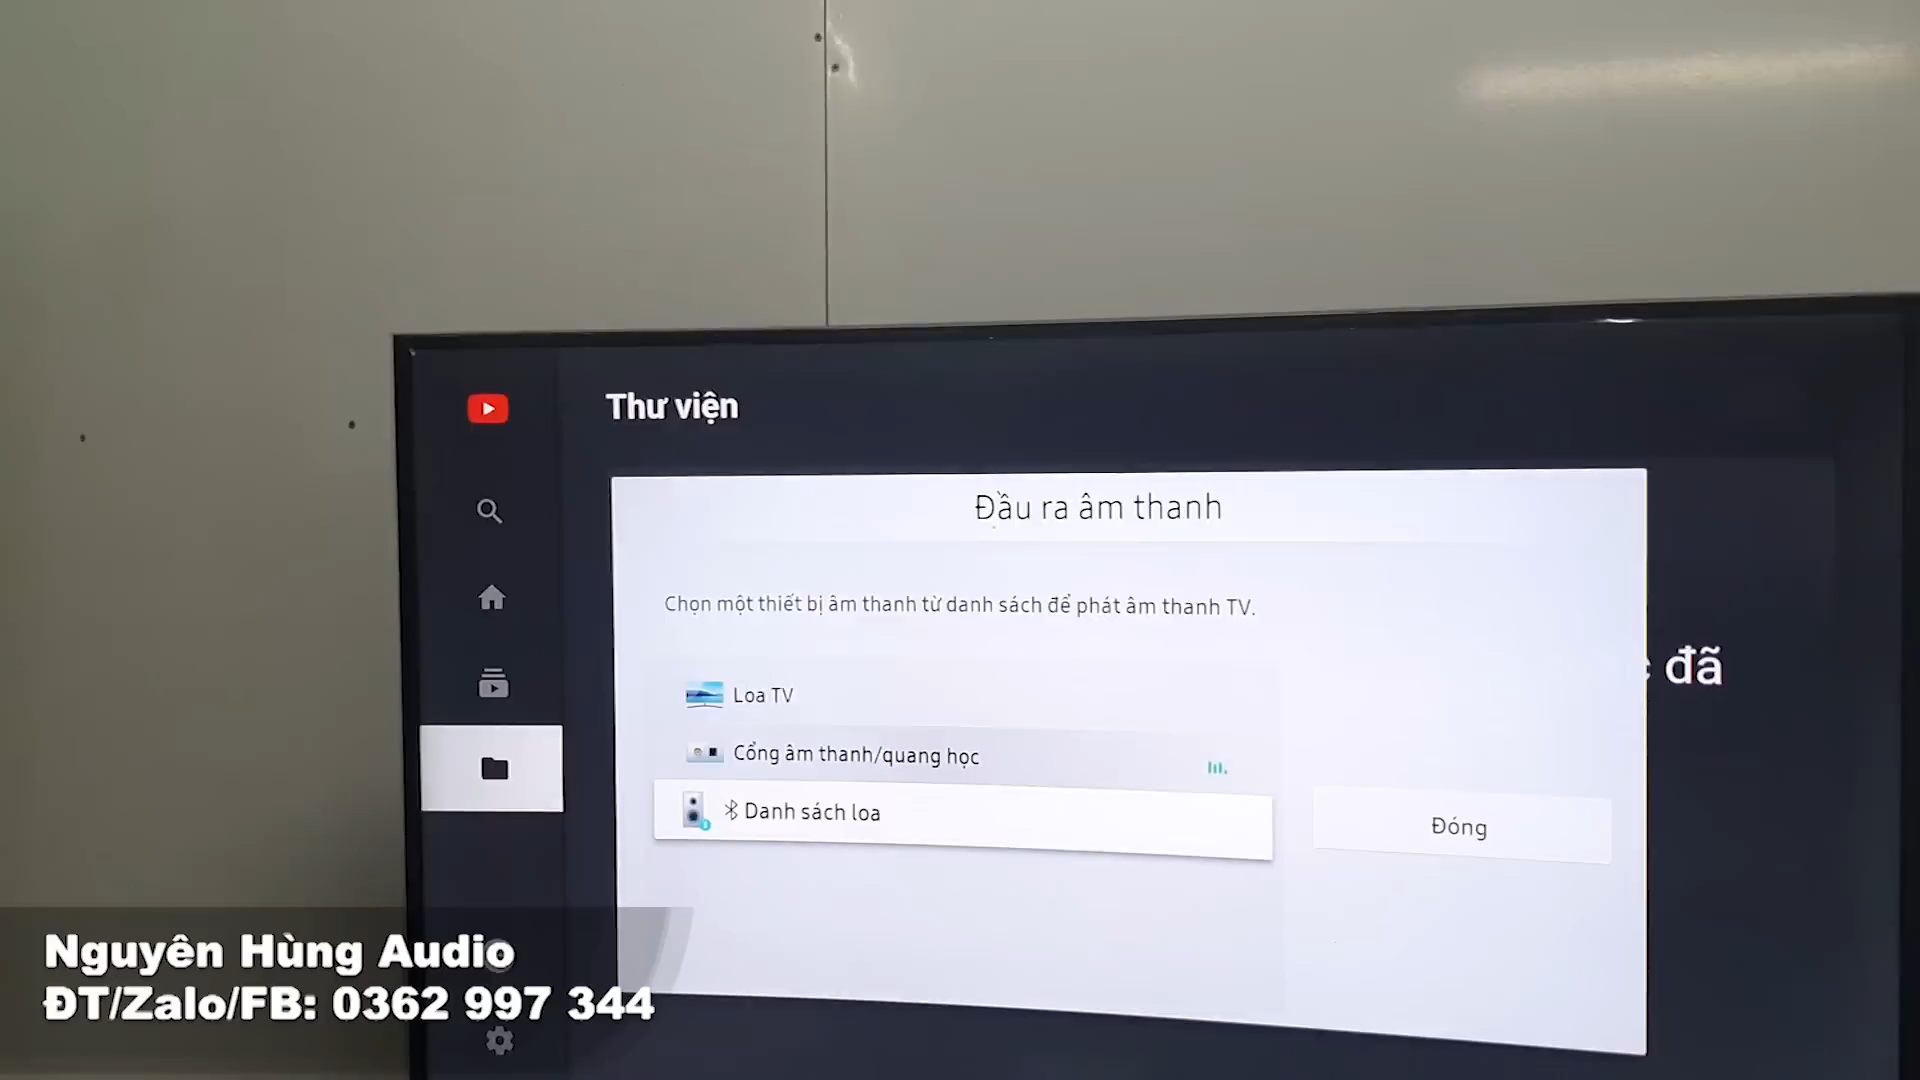 Thư viện
Đầu ra âm thanh
Chọn một thiết bị âm thanh từ danh sách để phát âm thanh TV.
đã
Loa TV
Cổng âm thanh/quang học
Danh sách loa
Đóng
Nguyên Hùng Audio
ĐT/Zalo/FB: 0362 997 344